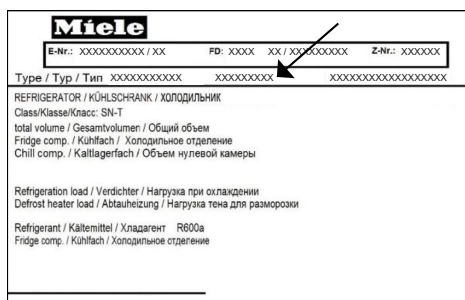 Miele
E-Nr.: XXXXXXXXXX / XX FD: XXXX XX / XXXXXXXXX Z-Nr.: XXXXXX
Type / Typ / Тип XXXXXXXXXXX XXXXXXXXX XXXXXXXXXXXXXXXXXX
REFRIGERATOR / KÜHLSCHRANK / ХОЛОДИЛЬНИК
Class/Klasse/Класс: SN-T
total volume / Gesamtvolumen / Общий объем
Fridge comp. / Kühlfach / Холодильное отделение
Chill comp. / Kaltlagerfach / Объем нулевой камеры
Refrigeration load / Verdichter / Нагрузка при охлаждении
Defrost heater load / Abtauheizung / Нагрузка тена для разморозки
Refrigerant / Kältemittel / Хладагент R600a
Fridge comp. / Kühlfach / Холодильное отделение